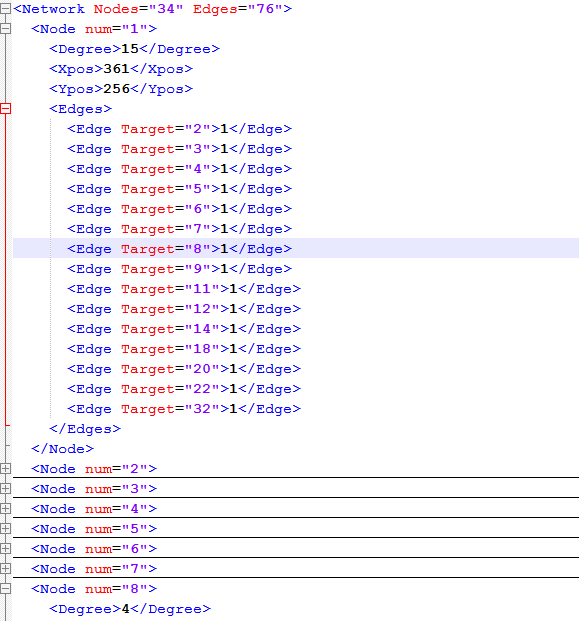 <Network Nodes="34" Edges="76">
<Node num="1">
<Degree>15</Degree>
<Xpos>361</Xpos>
<Ypos>256</Ypos>
<Edges>
<Edge Target="2">1</Edge>
<Edge Target="3">1</Edge>
<Edge Target="4">1</Edge>
<Edge Target="5">1</Edge>
<Edge Target="6">1</Edge>
<Edge Target="7">1</Edge>
<Edge Target="8">1</Edge>
<Edge Target="9">1</Edge>
<Edge Target="11">1</Edge>
<Edge Target="12">1</Edge>
<Edge Target="14">1</Edge>
<Edge Target="18">1</Edge>
<Edge Target="20">1</Edge>
<Edge Target="22">1</Edge>
<Edge Target="32">1</Edge>
</Edges>
</Node>
<Node num="2">
<Node num="3">
<Node num="4">
<Node num="5">
<Node num="6">
<Node num="7">
<Node num="8">
<Degree>4</Degree>